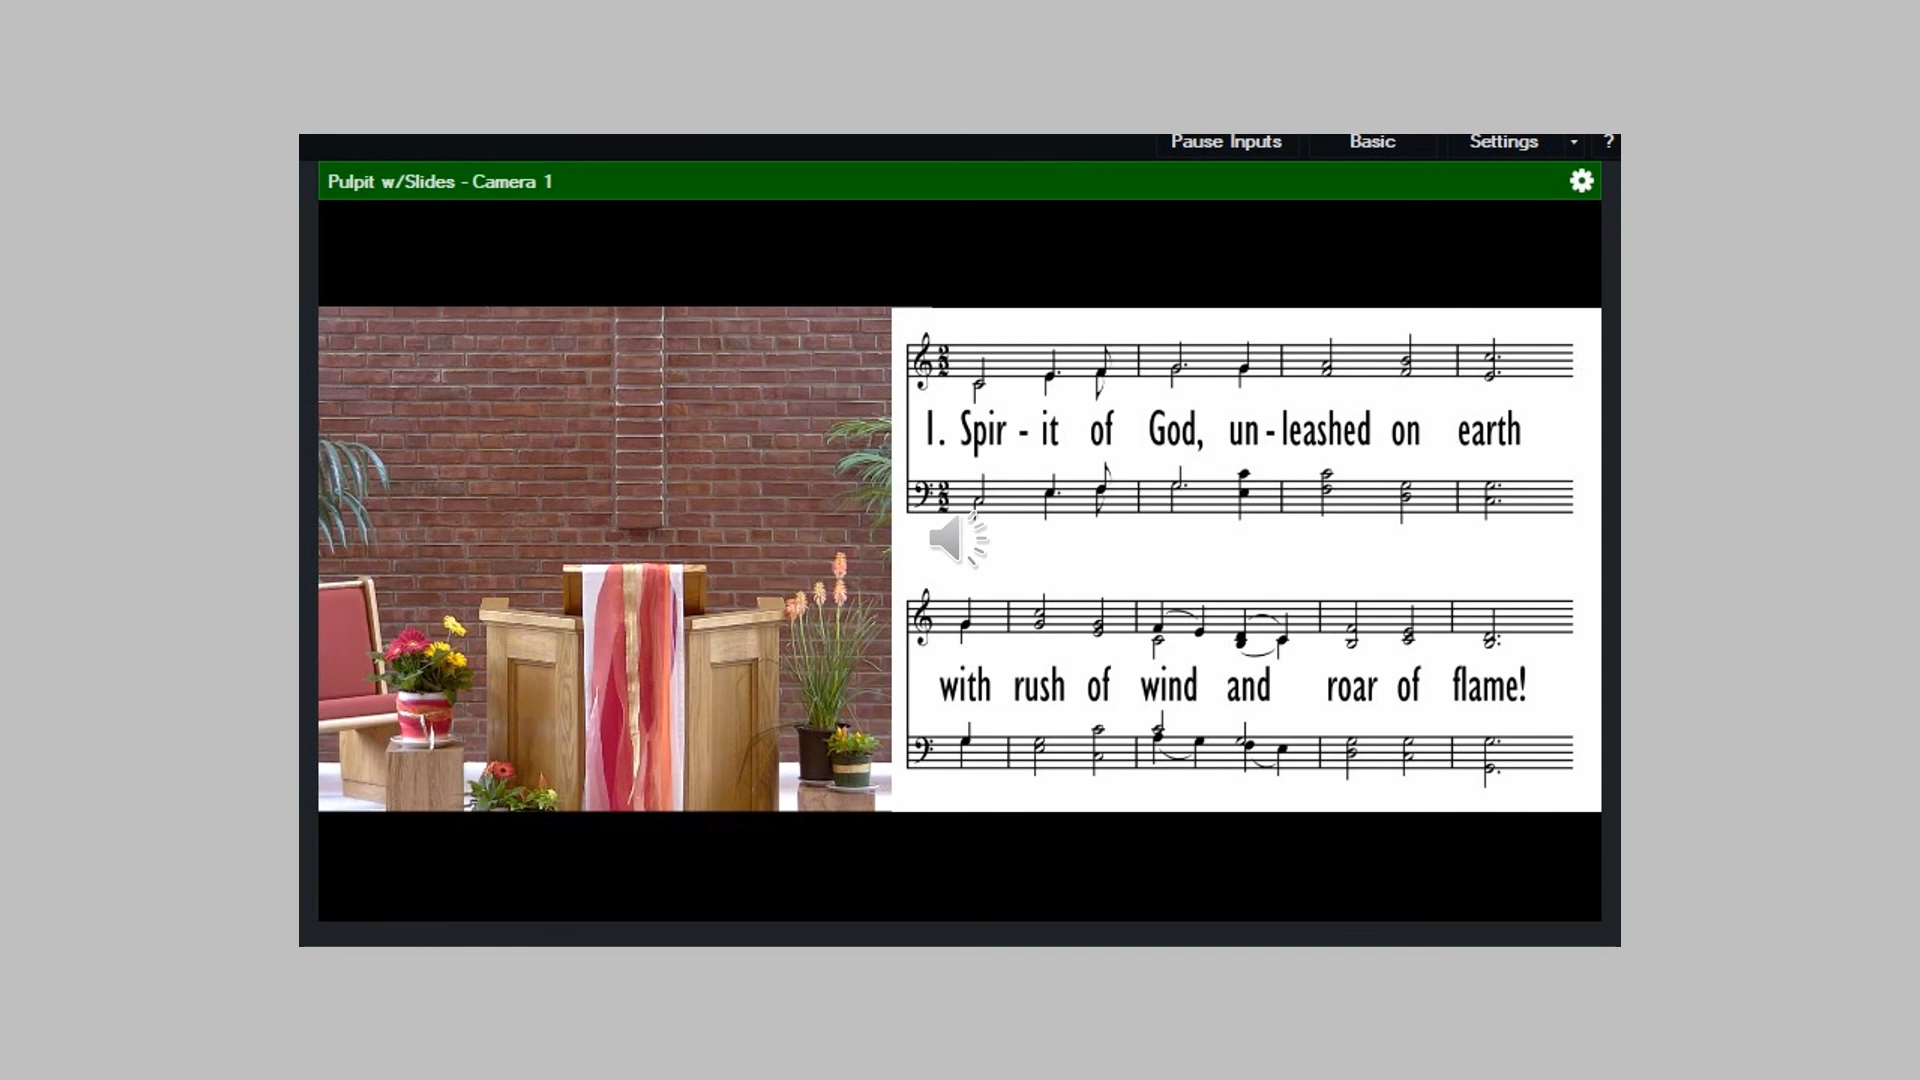 Pause Inputs Basic Settings ?
Pulpit w/Slides - Camera 1
1. Spir - it of God, un - leashed on earth
with rush of wind and roar of flame!